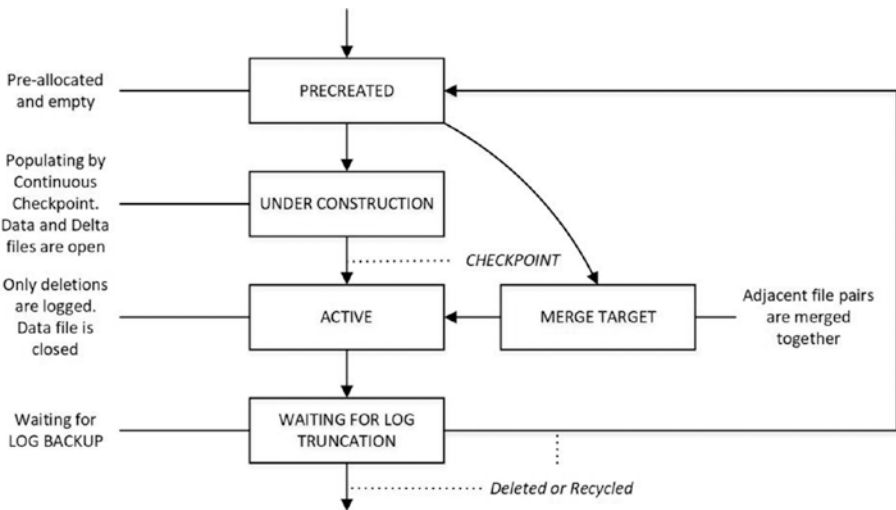 Pre-allocated
and empty
PRECREATED
Populating by
Continuous
Checkpoint.
Data and Delta
files are open
UNDER CONSTRUCTION
CHECKPOINT
Only deletions
are logged.
Data file is
closed
ACTIVE
MERGE TARGET
Adjacent file pairs
are merged
together
Waiting for
LOG BACKUP
WAITING FOR LOG
TRUNCATION
Deleted or Recycled